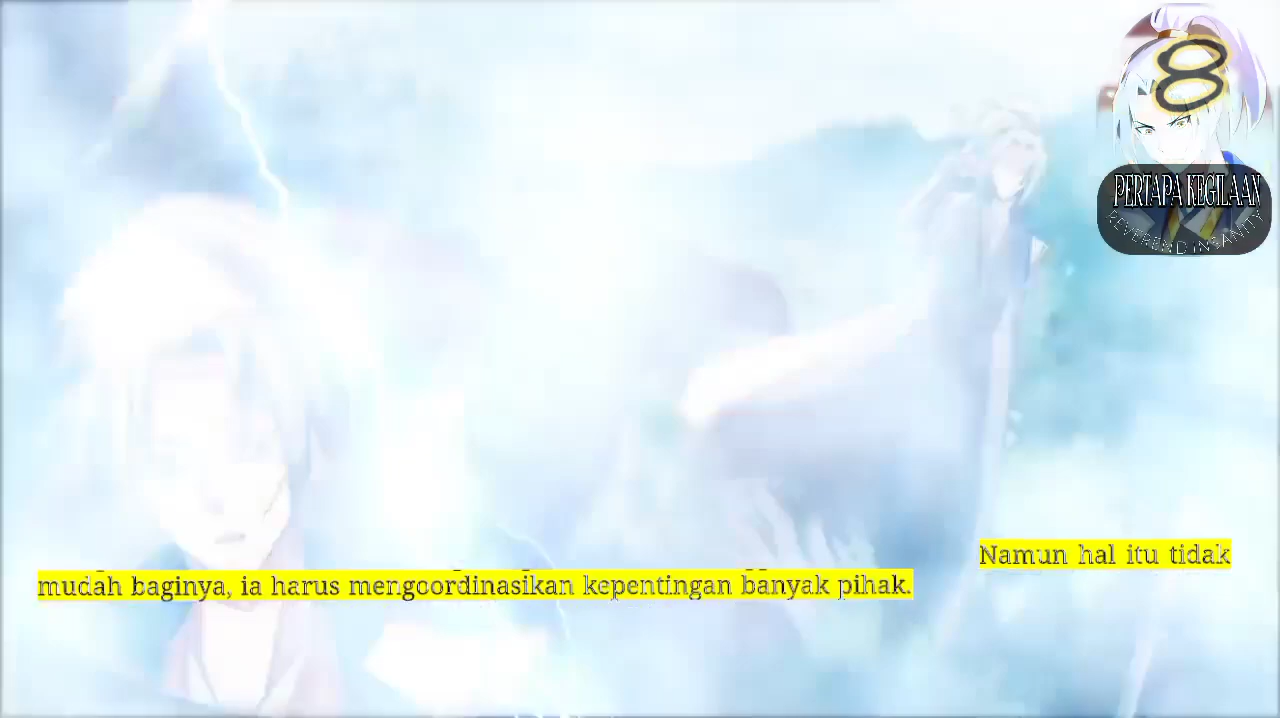 8
PERTAPA KEGILAAN
REVEREND INSANITY
Namun hal itu tidak
mudah baginya, ia harus mengoordinasikan kepentingan banyak pihak.